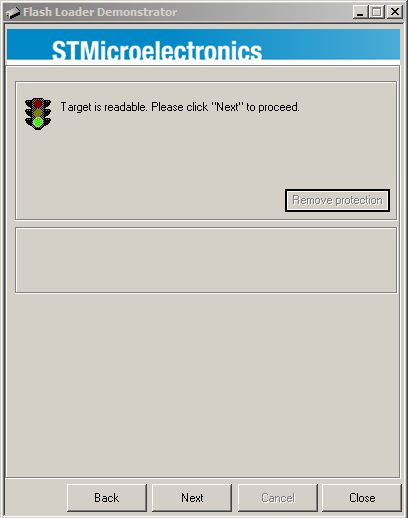 Flash Loader Demonstrator
STMicroelectronics
Target is readable. Please click "Next" to proceed.
Remove protection
Back Next Cancel Close